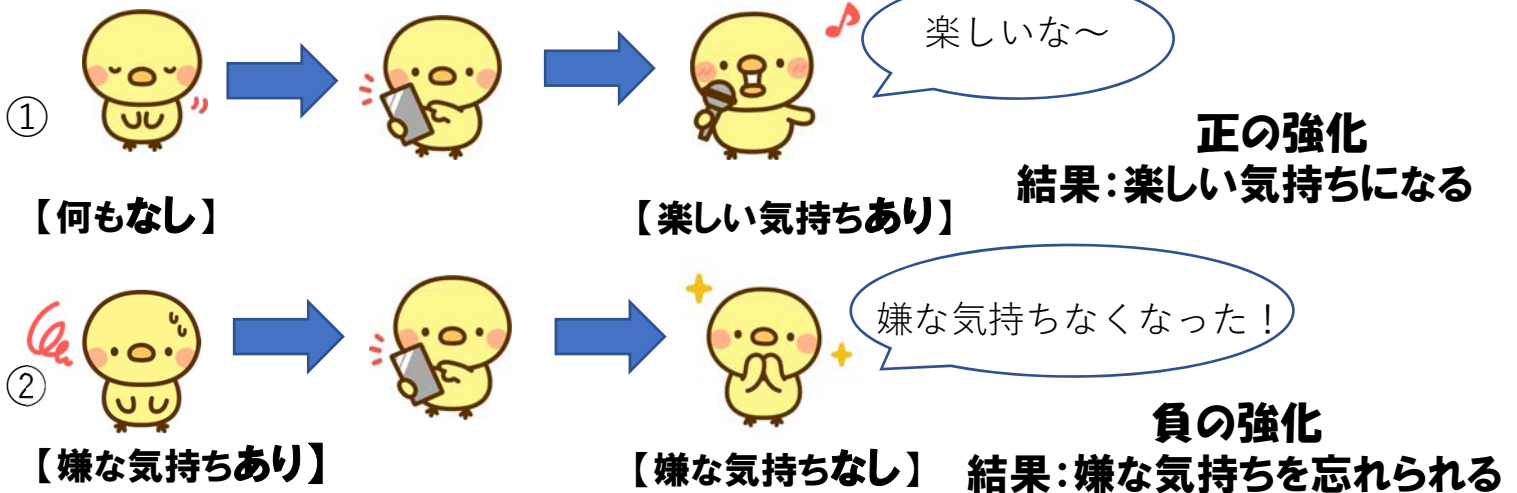 楽しいな～
①
正の強化
結果：楽しい気持ちになる
【何もなし】
【楽しい気持ちあり】
嫌な気持ちなくなった！
②
負の強化
【嫌な気持ちあり】
【嫌な気持ちなし】
結果：嫌な気持ちを忘れられる